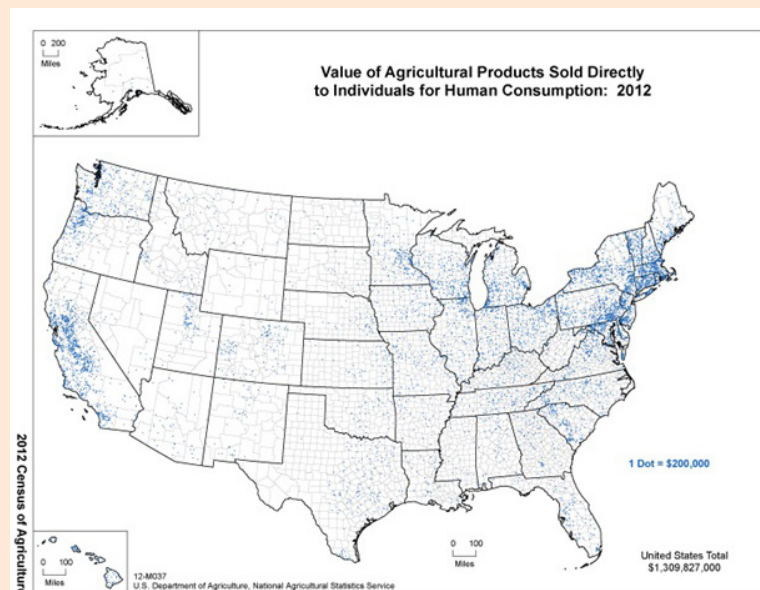 0 200
Miles
Value of Agricultural Products Sold Directly
to Individuals for Human Consumption: 2012
2012 Census of Agriculture
1 Dot = $200,000
0 100
Miles
0 100
Miles
12-M037
U.S. Department of Agriculture, National Agricultural Statistics Service
United States Total
$1,309,827,000